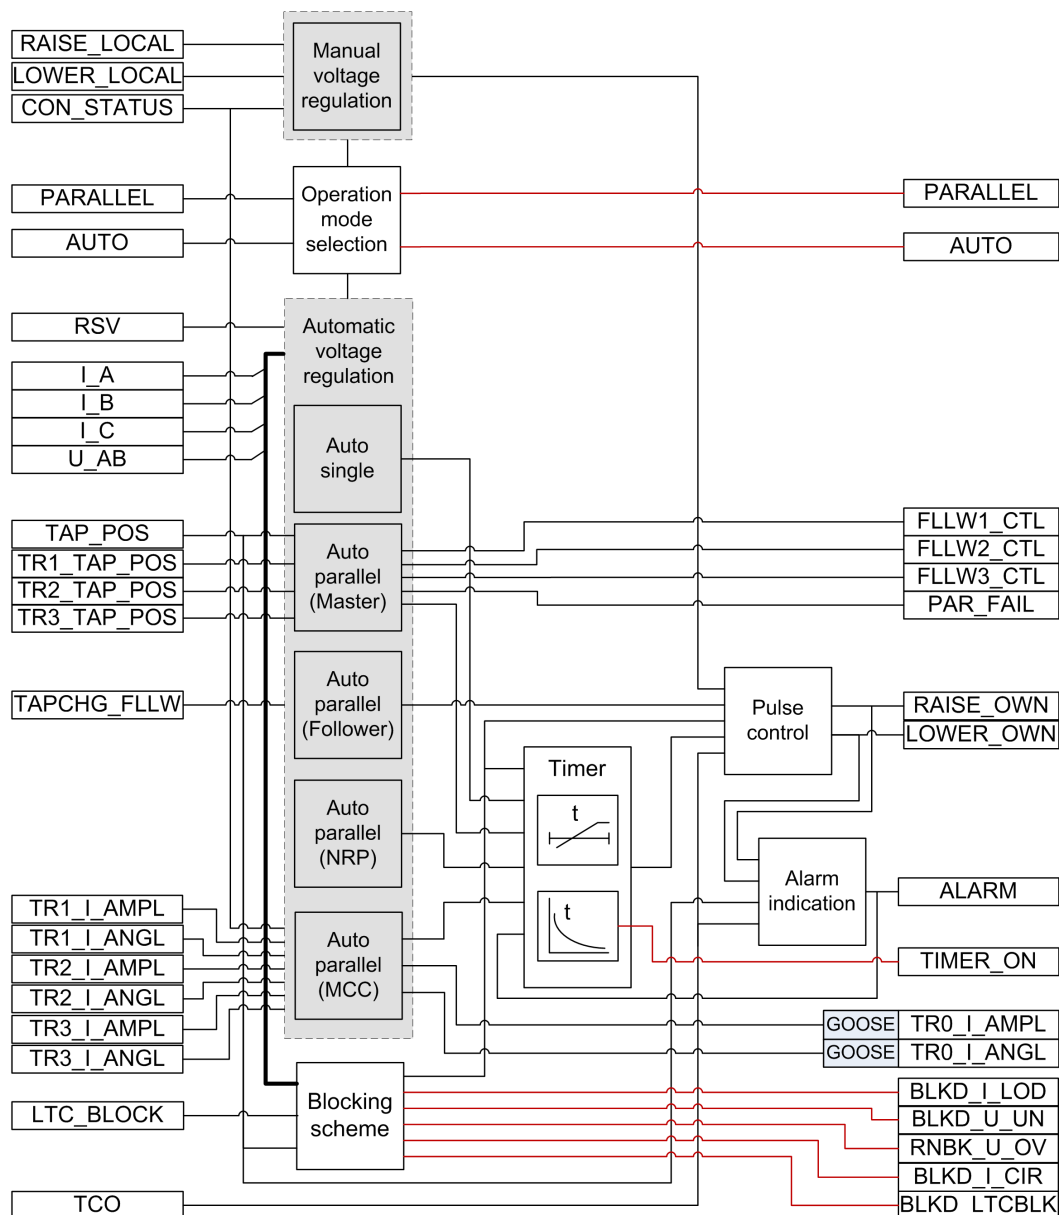 RAISE_LOCAL
LOWER_LOCAL
CON_STATUS
PARALLEL
AUTO
RSV
I_A
I_B
I_C
U_AB
TAP_POS
TR1_TAP_POS
TR2_TAP_POS
TR3_TAP_POS
TAPCHG_FLLW
TR1_I_AMPL
TR1_I_ANGL
TR2_I_AMPL
TR2_I_ANGL
TR3_I_AMPL
TR3_I_ANGL
LTC_BLOCK
TCO
Manual
voltage
regulation
Operation
mode
selection
Automatic
voltage
regulation
Auto
single
Auto
parallel
(Master)
Auto
parallel
(Follower)
Auto
parallel
(NRP)
Auto
parallel
(MCC)
Blocking
scheme
Timer
t
t
Pulse
control
Alarm
indication
PARALLEL
AUTO
FLLW1_CTL
FLLW2_CTL
FLLW3_CTL
PAR_FAIL
RAISE_OWN
LOWER_OWN
ALARM
TIMER_ON
GOOSE TR0_I_AMPL
GOOSE TR0_I_ANGL
BLKD_I_LOD
BLKD_U_UN
RNBK_U_OV
BLKD_I_CIR
BLKD_LTCBLK